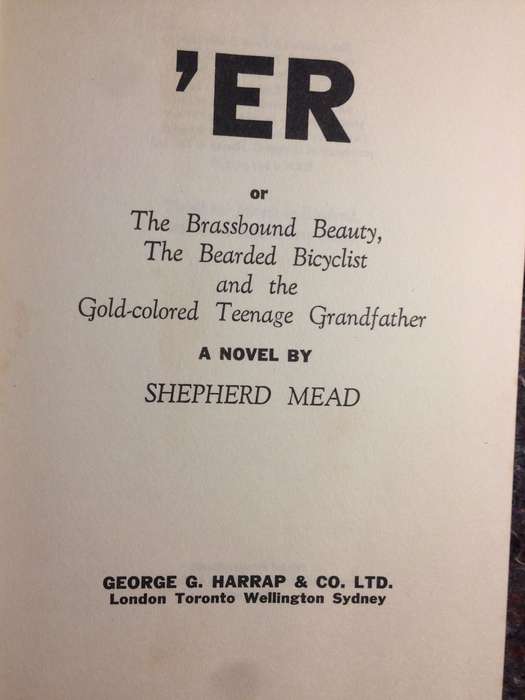 ’ER
or
The Brassbound Beauty,
The Bearded Bicyclist
and the
Gold-colored Teenage Grandfather
A NOVEL BY
SHEPHERD MEAD
GEORGE G. HARRAP & CO. LTD.
London Toronto Wellington Sydney